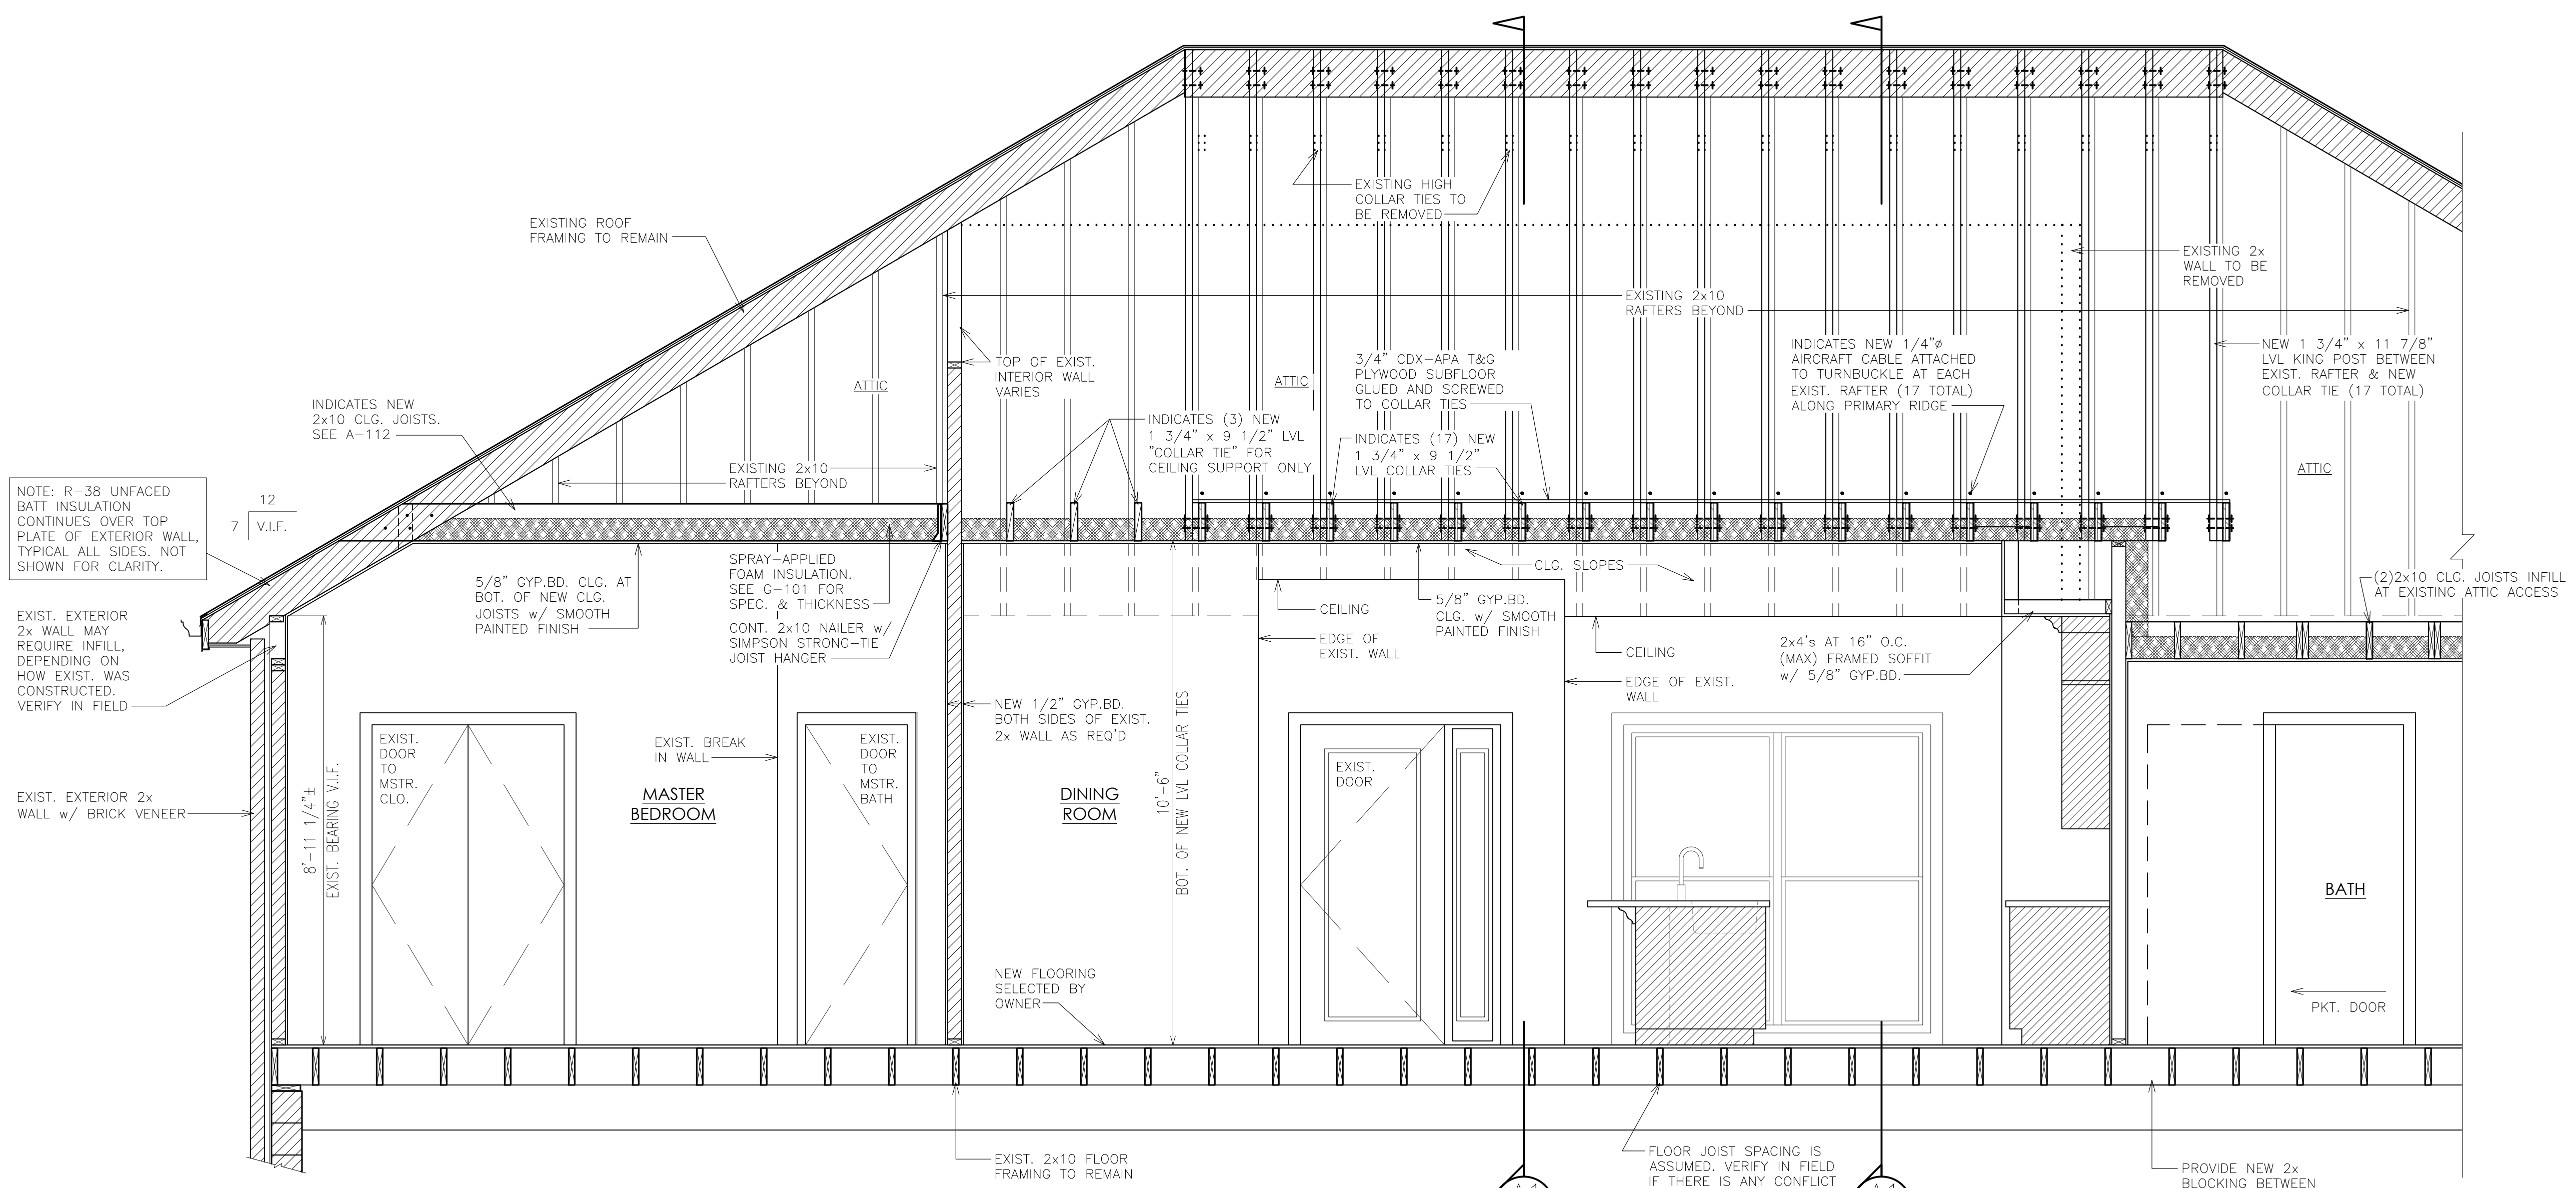 EXISTING HIGH
COLLAR TIES TO
BE REMOVED
EXISTING ROOF
FRAMING TO REMAIN
EXISTING 2x
WALL TO BE
REMOVED
EXISTING 2x10
RAFTERS BEYOND
TOP OF EXIST.
INTERIOR WALL
VARIES
ATTIC
ATTIC
3/4" CDX-APA T&G
PLYWOOD SUBFLOOR
GLUED AND SCREWED
TO COLLAR TIES
INDICATES NEW 1/4"ø
AIRCRAFT CABLE ATTACHED
TO TURNBUCKLE AT EACH
EXIST. RAFTER (17 TOTAL)
ALONG PRIMARY RIDGE
NEW 1 3/4" x 11 7/8"
LVL KING POST BETWEEN
EXIST. RAFTER & NEW
COLLAR TIE (17 TOTAL)
INDICATES NEW
2x10 CLG. JOISTS.
SEE A-112
INDICATES (3) NEW
1 3/4" x 9 1/2" LVL
"COLLAR TIE" FOR
CEILING SUPPORT ONLY
INDICATES (17) NEW
1 3/4" x 9 1/2"
LVL COLLAR TIES
EXISTING 2x10
RAFTERS BEYOND
ATTIC
NOTE: R-38 UNFACED
BATT INSULATION
CONTINUES OVER TOP
PLATE OF EXTERIOR WALL,
TYPICAL ALL SIDES. NOT
SHOWN FOR CLARITY.
12
7
V.I.F.
5/8" GYP.BD. CLG. AT
BOT. OF NEW CLG.
JOISTS w/ SMOOTH
PAINTED FINISH
SPRAY-APPLIED
FOAM INSULATION.
SEE G-101 FOR
SPEC. & THICKNESS
CONT. 2x10 NAILER w/
SIMPSON STRONG-TIE
JOIST HANGER
CLG. SLOPES
(2)2x10 CLG. JOISTS INFILL
AT EXISTING ATTIC ACCESS
CEILING
EDGE OF
EXIST. WALL
5/8" GYP.BD.
CLG. w/ SMOOTH
PAINTED FINISH
CEILING
EDGE OF EXIST.
WALL
2x4's AT 16" O.C.
(MAX) FRAMED SOFFIT
w/ 5/8" GYP.BD.
EXIST. EXTERIOR
2x WALL MAY
REQUIRE INFILL,
DEPENDING ON
HOW EXIST. WAS
CONSTRUCTED.
VERIFY IN FIELD
NEW 1/2" GYP.BD.
BOTH SIDES OF EXIST.
2x WALL AS REQ'D
EXIST. BREAK
IN WALL
EXIST.
DOOR
TO
MSTR.
CLO.
EXIST.
DOOR
TO
MSTR.
BATH
EXIST.
DOOR
EXIST. EXTERIOR 2x
WALL w/ BRICK VENEER
8'-11 1/4"±
EXIST. BEARING V.I.F.
MASTER
BEDROOM
DINING
ROOM
10'-6"
BOT. OF NEW LVL COLLAR TIES
BATH
PKT. DOOR
NEW FLOORING
SELECTED BY
OWNER
EXIST. 2x10 FLOOR
FRAMING TO REMAIN
FLOOR JOIST SPACING IS
ASSUMED. VERIFY IN FIELD
IF THERE IS ANY CONFLICT
PROVIDE NEW 2x
BLOCKING BETWEEN